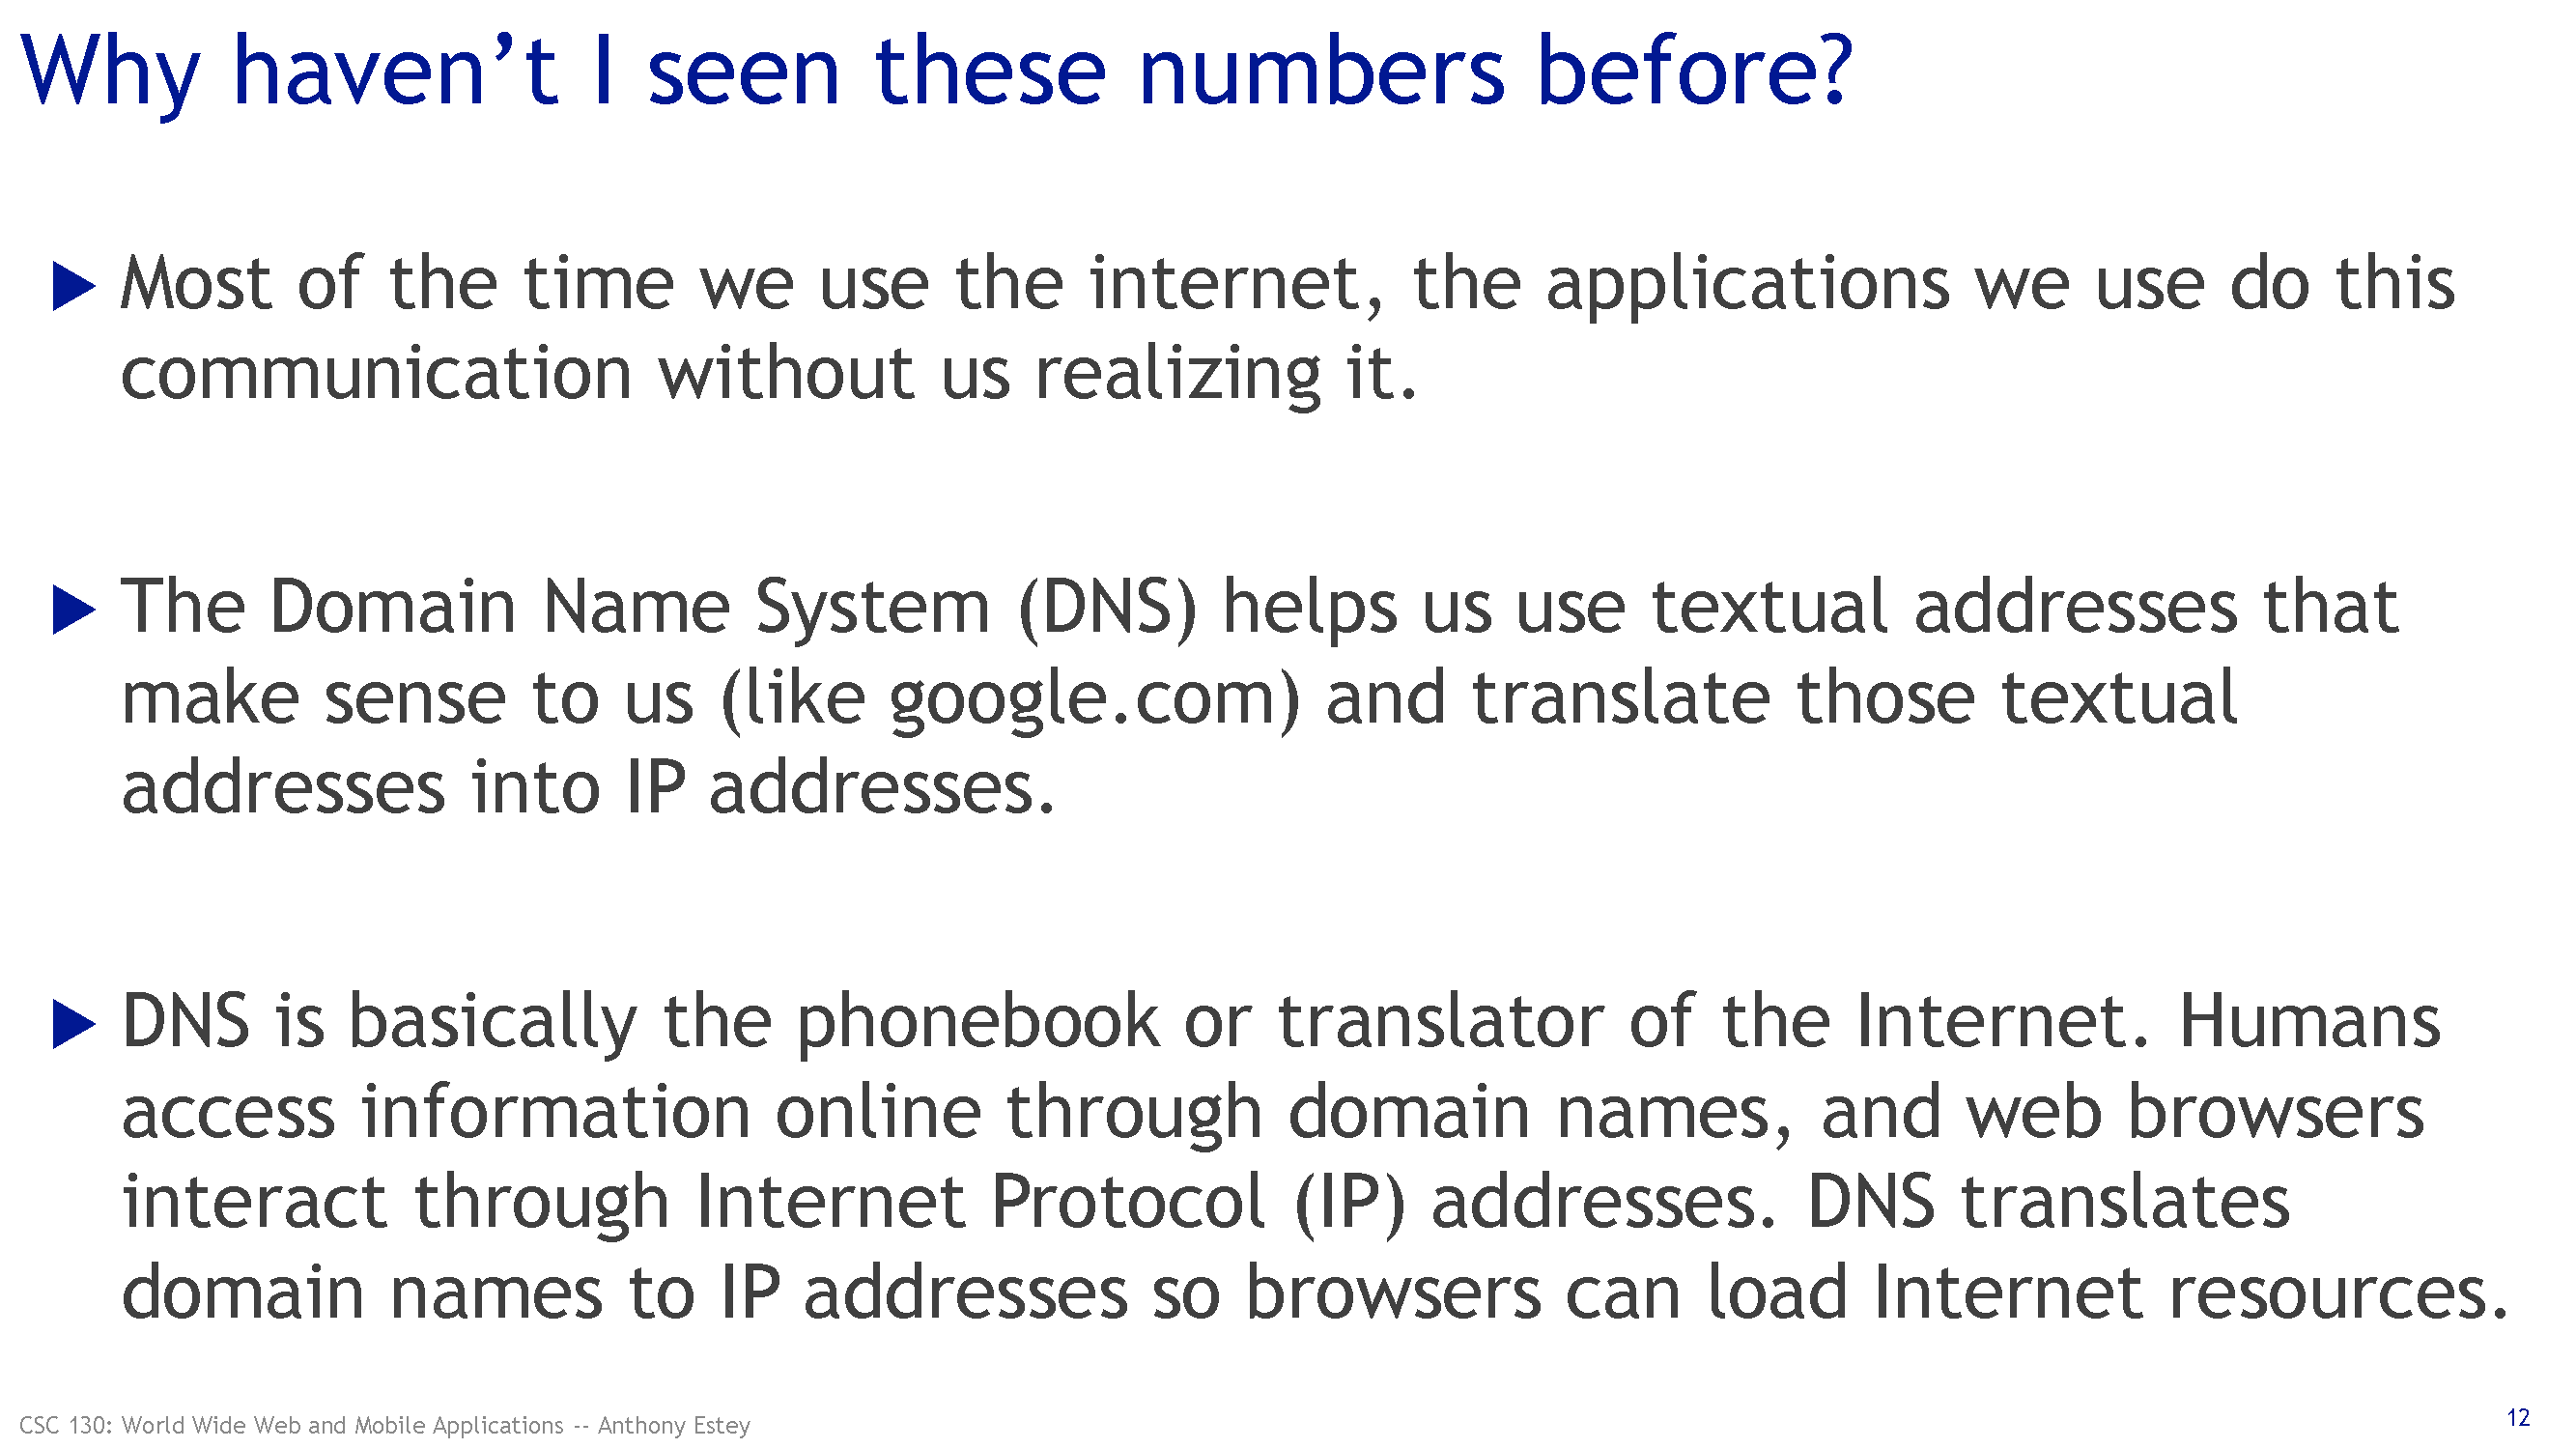 Why haven’t I seen these numbers before?
▶ Most of the time we use the internet, the applications we use do this
communication without us realizing it.
▶ The Domain Name System (DNS) helps us use textual addresses that
make sense to us (like google.com) and translate those textual
addresses into IP addresses.
▶ DNS is basically the phonebook or translator of the Internet. Humans
access information online through domain names, and web browsers
interact through Internet Protocol (IP) addresses. DNS translates
domain names to IP addresses so browsers can load Internet resources.
CSC 130: World Wide Web and Mobile Applications -- Anthony Estey
12